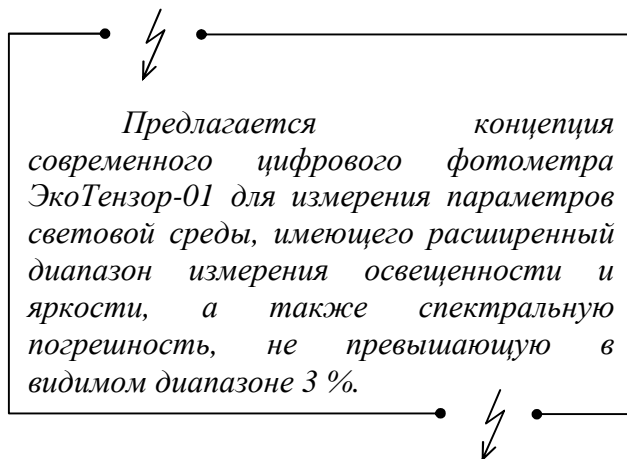 Предлагается концепция
современного цифрового фотометра
ЭкоТензор-01 для измерения параметров
световой среды, имеющего расширенный
диапазон измерения освещенности и
яркости, а также спектральную
погрешность, не превышающую в
видимом диапазоне 3 %.